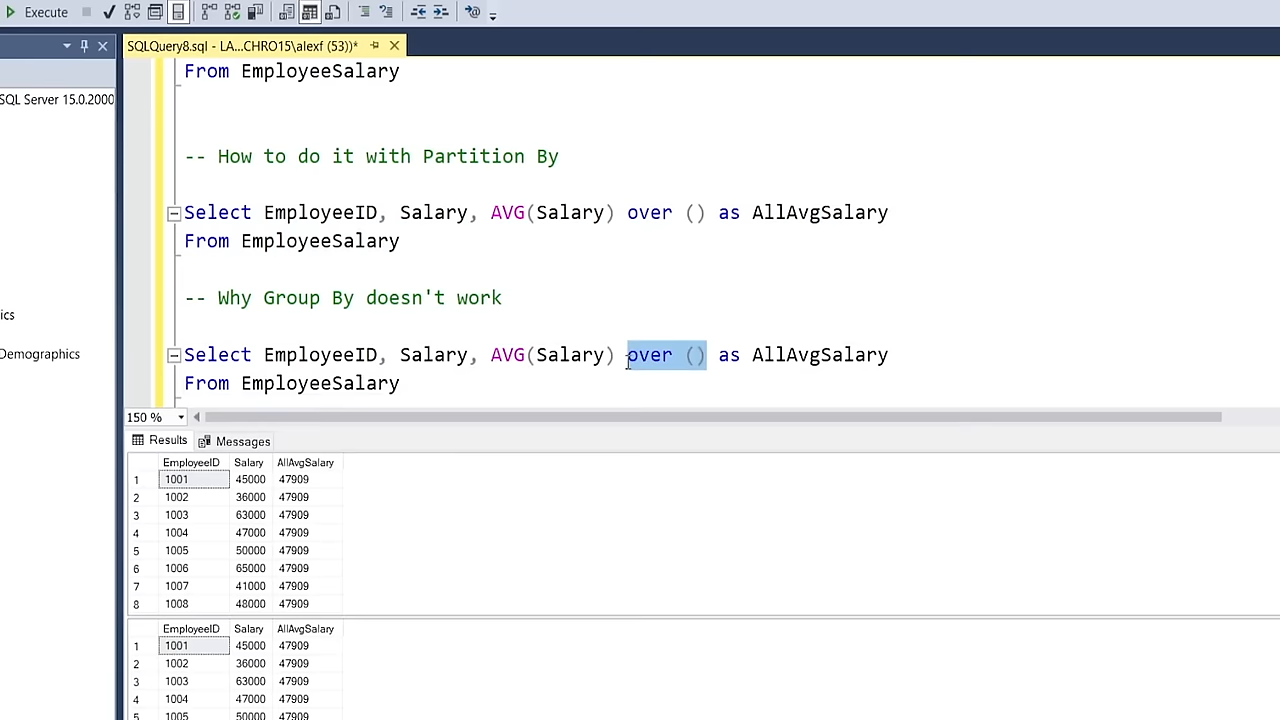 Execute
SQLQuery8.sql - LA...CHRO15\alexf (53))*
SQL Server 15.0.2000
ics
Demographics
From EmployeeSalary
-- How to do it with Partition By
Select EmployeeID, Salary, AVG(Salary) over () as AllAvgSalary
From EmployeeSalary
-- Why Group By doesn't work
Select EmployeeID, Salary, AVG(Salary) over () as AllAvgSalary
From EmployeeSalary
150 %
Results Messages
EmployeeID Salary AllAvgSalary
1 1001 45000 47909
2 1002 36000 47909
3 1003 63000 47909
4 1004 47000 47909
5 1005 50000 47909
6 1006 65000 47909
7 1007 41000 47909
8 1008 48000 47909
EmployeeID Salary AllAvgSalary
1 1001 45000 47909
2 1002 36000 47909
3 1003 63000 47909
4 1004 47000 47909
5 1005 50000 47909